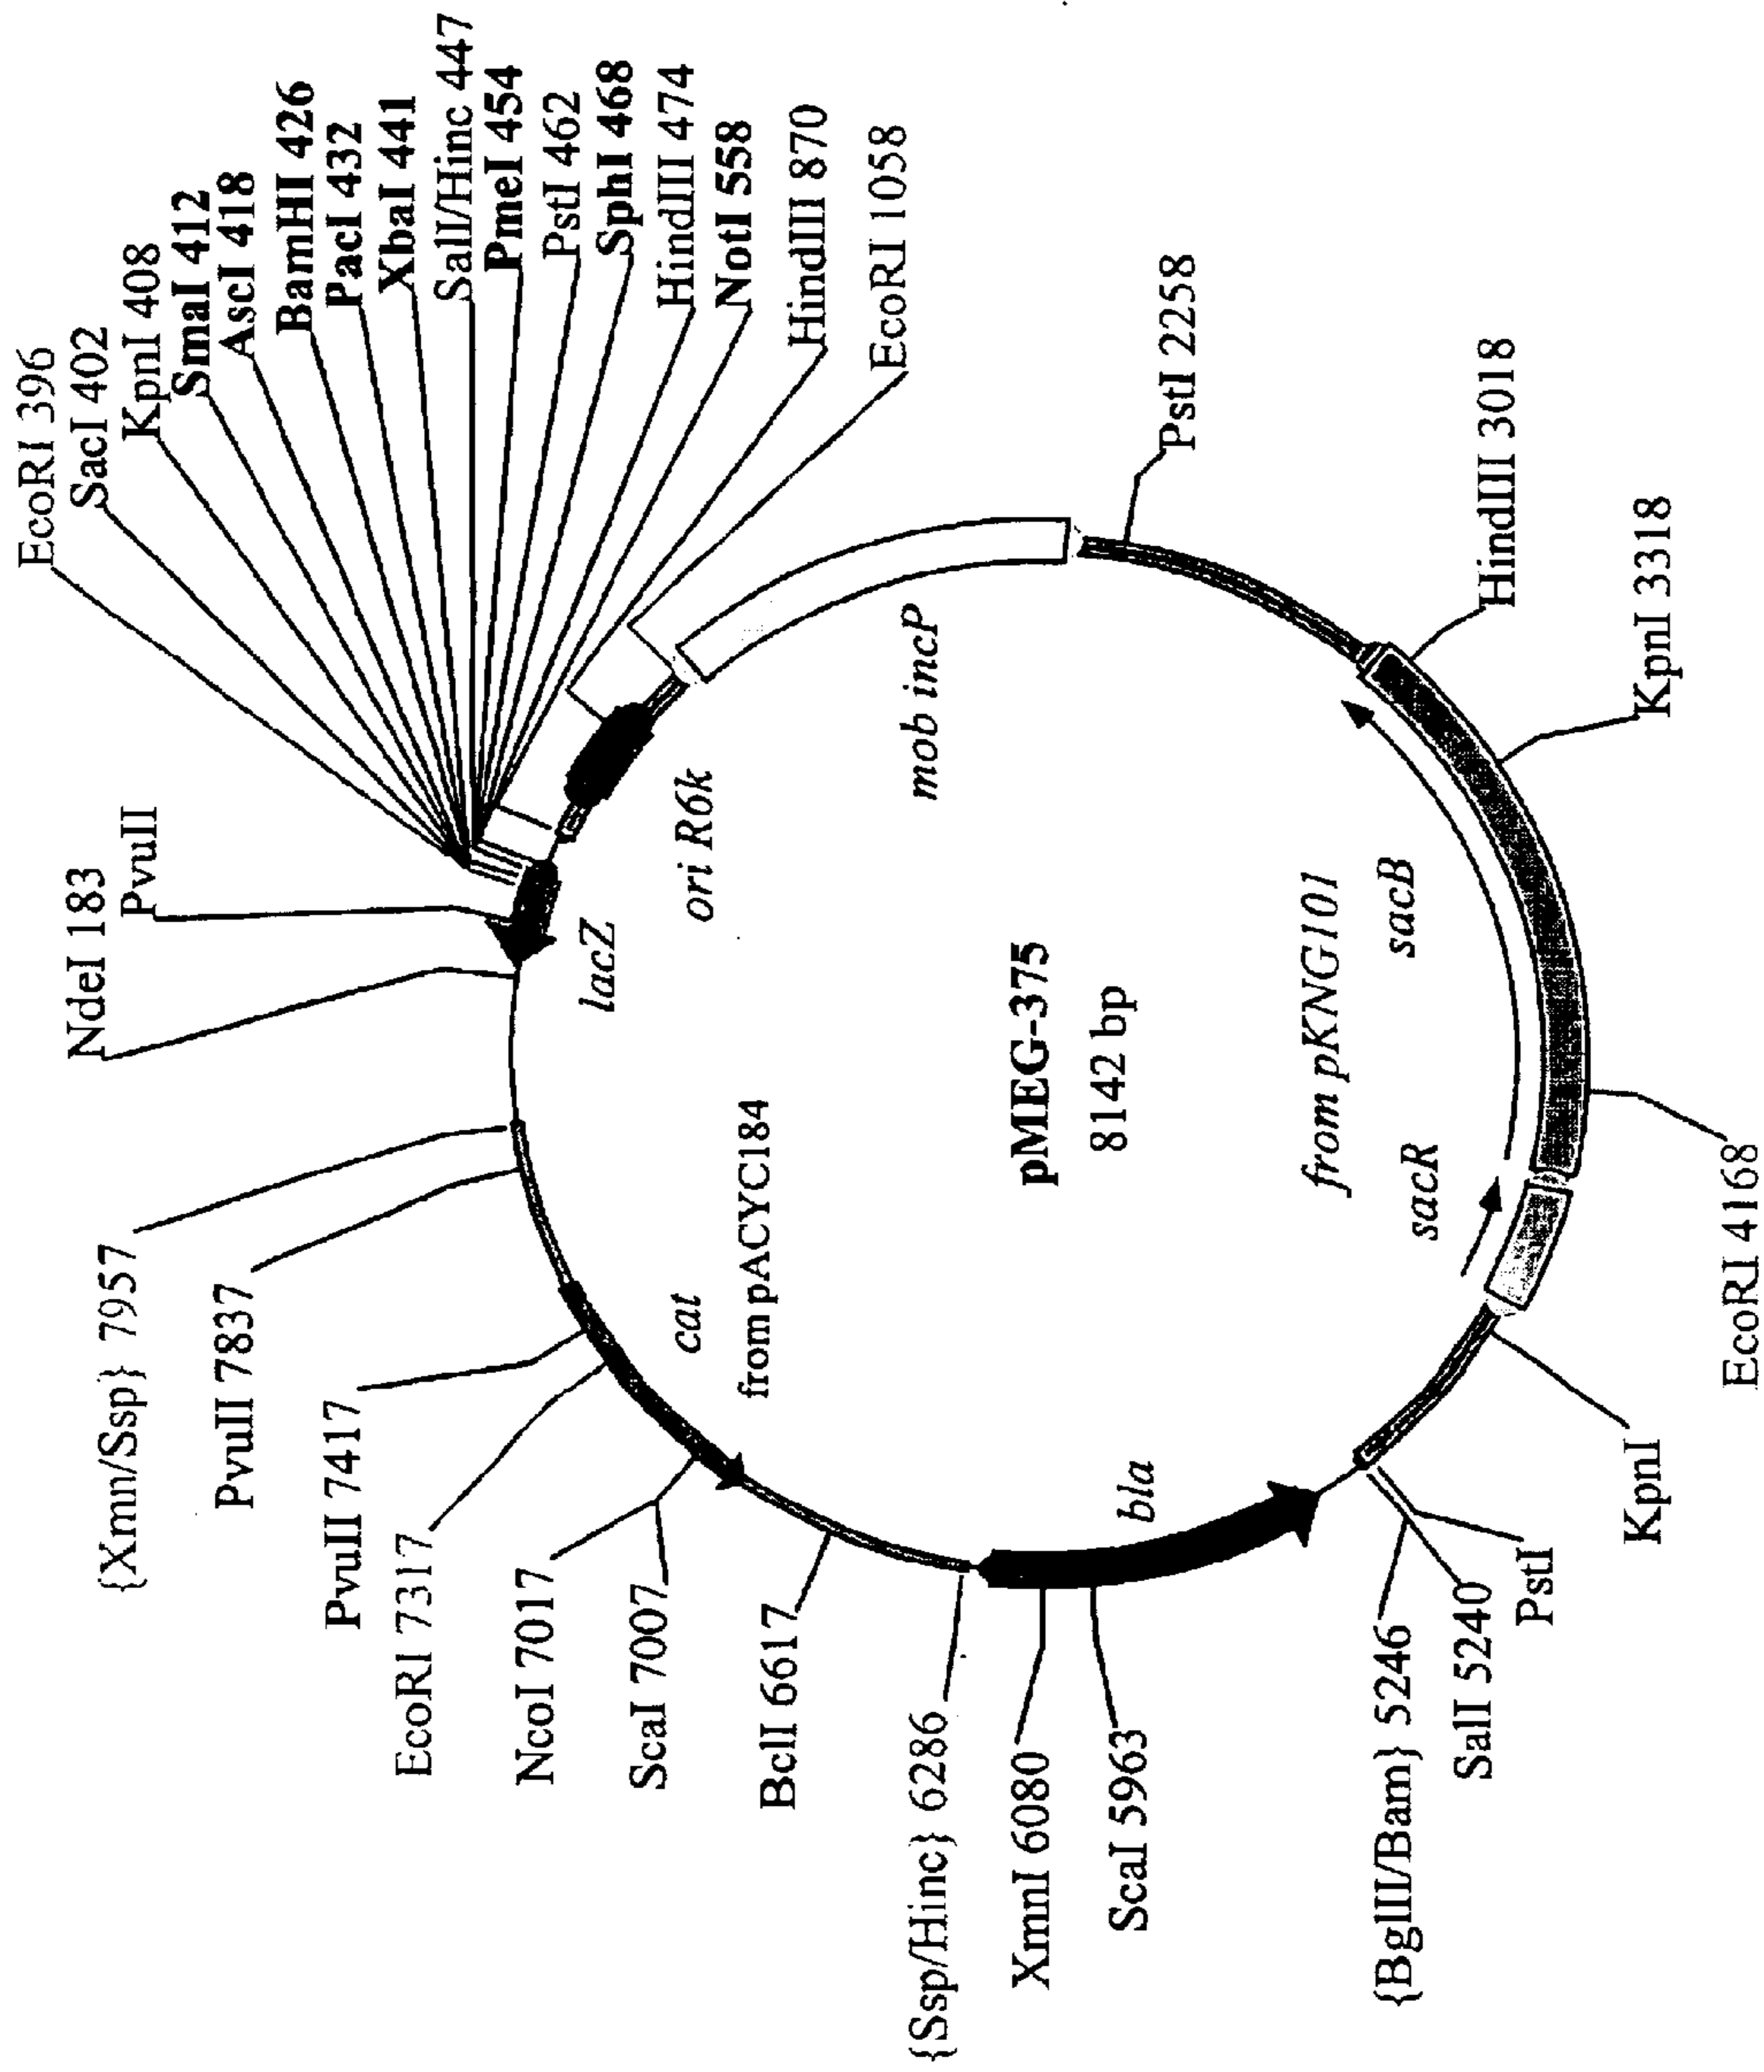 EcoRI 396
SacI 402
KpnI 408
SmaI 412
AscI 418
BamHI 426
PacI 432
XbaI 441
SalI/Hinc 447
PmeI 454
PstI 462
SphI 468
HindIII 474
NotI 558
HindIII 870
EcoRI 1058
PstI 2258
HindIII 3018
KpnI 3318
EcoRI 4168
KpnI
PstI
SalI 5240
{BglII/Bam} 5246
ScaI 5963
XmnI 6080
{Ssp/Hinc} 6286
BclI 6617
ScaI 7007
NcoI 7017
EcoRI 7317
PvuII 7417
PvuII 7837
{Xmn/Ssp} 7957
NdeI 183
PvuII
lacZ
ori R6k
mob incP
cat
from pACYC184
pMEG-375
8142 bp
from pKNG101
sacB
sacR
bla